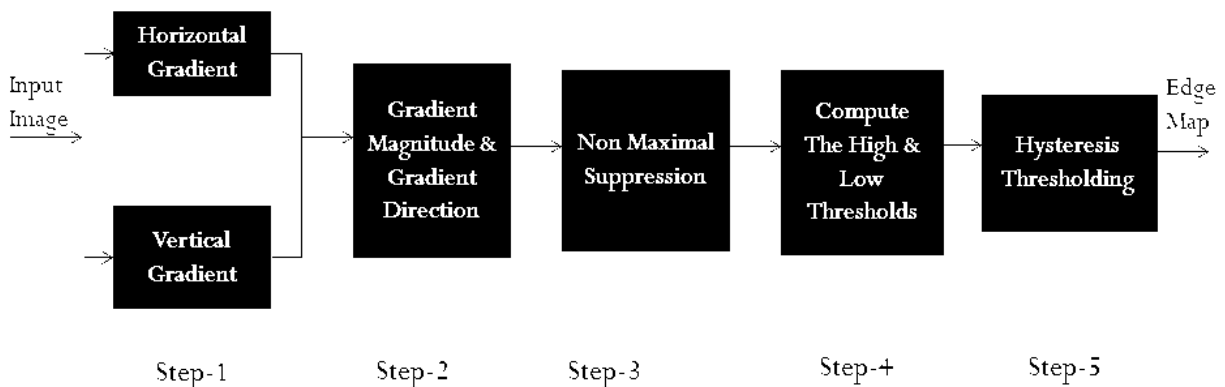 Input
Image
Horizontal
Gradient
Vertical
Gradient
Gradient
Magnitude &
Gradient
Direction
Non Maximal
Suppression
Compute
The High &
Low
Thresholds
Hysteresis
Thresholding
Edge
Map
Step-1
Step-2
Step-3
Step-4
Step-5